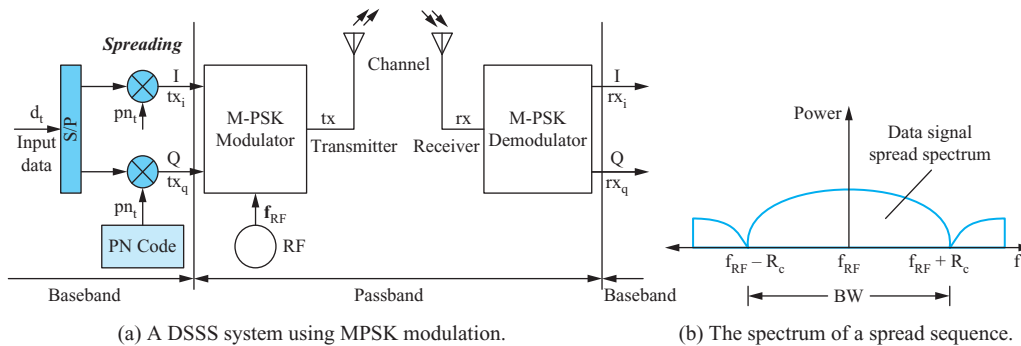 Spreading
d_t
Input
data
S/P
pn_t
pn_t
I
tx_i
Q
tx_q
PN Code
M-PSK
Modulator
f_RF
RF
tx
Transmitter
Channel
rx
Receiver
M-PSK
Demodulator
I
rx_i
Q
rx_q
Baseband
Passband
Baseband
(a) A DSSS system using MPSK modulation.
Power
Data signal
spread spectrum
f_RF – R_c
f_RF
f_RF + R_c
f
BW
(b) The spectrum of a spread sequence.